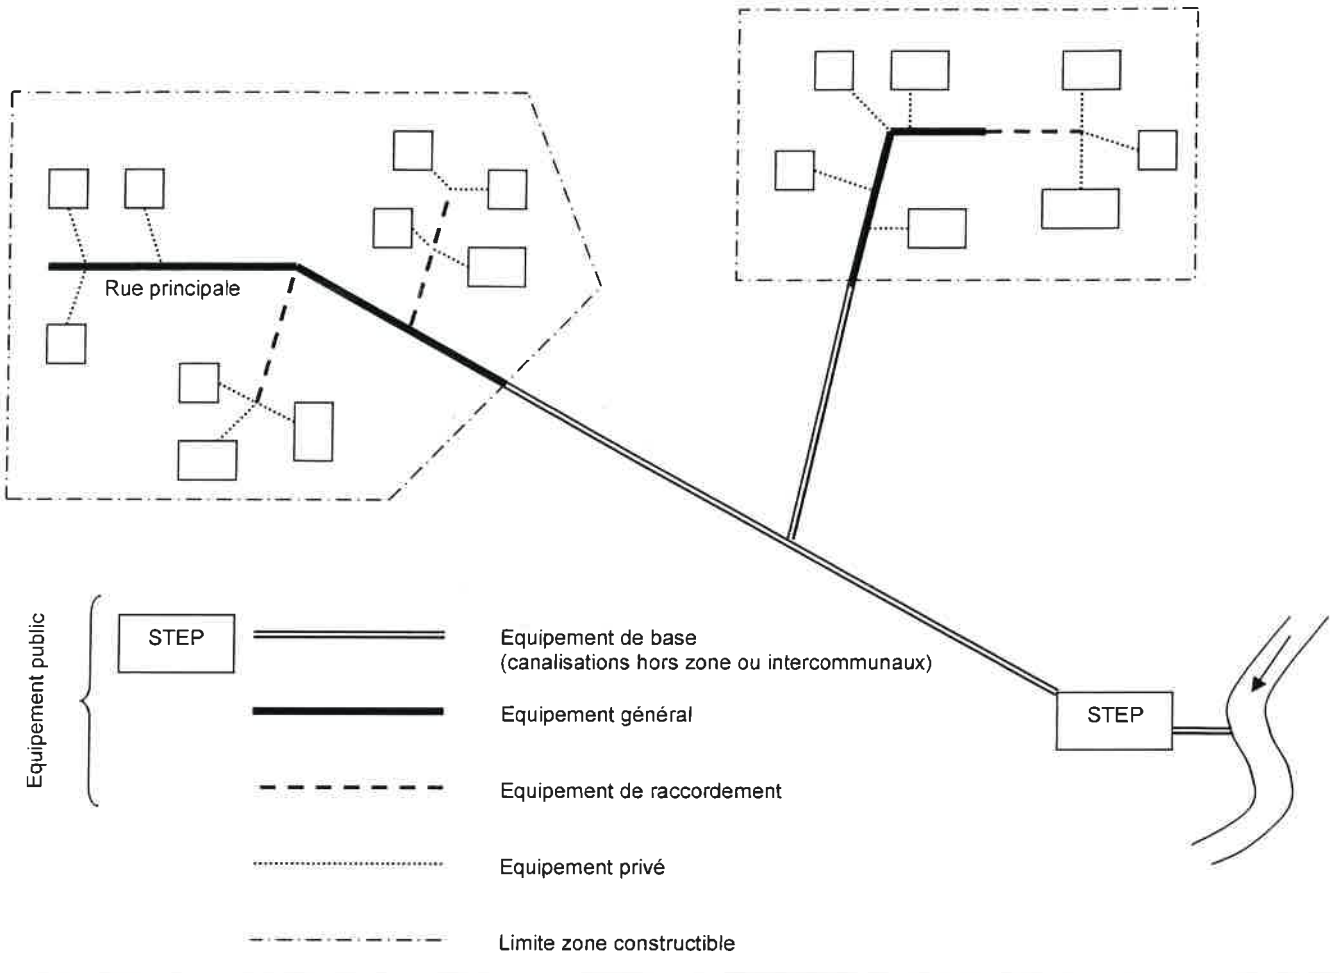 Rue principale
Equipement public
STEP
Equipement de base
(canalisations hors zone ou intercommunaux)
Equipement général
STEP
Equipement de raccordement
Equipement privé
Limite zone constructible